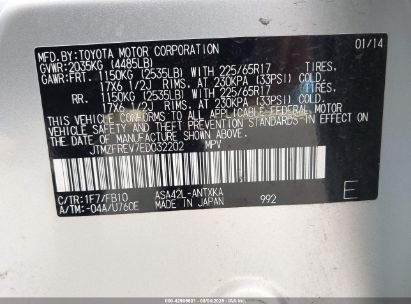 MFD. BY: TOYOTA MOTOR CORPORATION 01/14
GVWR: 2035KG (4485LB)
GAWR: FRT. 1150KG (2535LB) WITH 225/65R17 TIRES
17X6 1/2J RIMS, AT 230KPA (33PSI) COLD.
RR. 1150KG (2535LB) WITH 225/65R17 TIRES
17X6 1/2J RIMS, AT 230KPA (33PSI) COLD.
THIS VEHICLE CONFORMS TO ALL APPLICABLE FEDERAL MOTOR
VEHICLE SAFETY AND BUMPER STANDARDS IN EFFECT ON
THE DATE OF MANUFACTURE SHOWN ABOVE.
JTMZFREV7ED032202 MPV
C/TR: 1F7/FB10 ASA42L-ANTXKA
A/TM: -04A/U760E MADE IN JAPAN 992 E